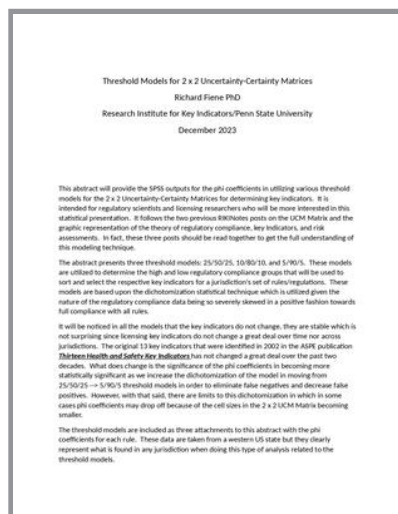 Threshold Models for 2 x 2 Uncertainty-Certainty Matrices
Richard Fiene PhD
Research Institute for Key Indicators/Penn State University
December 2023
This abstract will provide the SPSS outputs for the phi coefficients in utilizing various threshold
models for the 2 x 2 Uncertainty-Certainty Matrices for determining key indicators.  It is
intended for regulatory scientists and licensing researchers who will be more interested in this
statistical presentation.  It follows the two previous RIKINotes posts on the UCM Matrix and the
graphic representation of the theory of regulatory compliance, key Indicators, and risk
assessments.  In fact, these three posts should be read together to get the full understanding of
this modeling technique.
The abstract presents three threshold models: 25/50/25, 10/80/10, and 5/90/5.  These models
are utilized to determine the high and low regulatory compliance groups that will be used to
sort and select the respective key indicators for a jurisdiction's set of rules/regulations.  These
models are based upon the dichotomization statistical technique which is utilized given the
nature of the regulatory compliance data being so severely skewed in a positive fashion towards
full compliance with all rules.
It will be noticed in all the models that the key indicators do not change, they are stable which is
not surprising since licensing key indicators do not change a great deal over time nor across
jurisdictions.  The original 13 key indicators that were identified in 2002 in the ASPE publication
Thirteen Health and Safety Key Indicators has not changed a great deal over the past two
decades.  What does change is the significance of the phi coefficients in becoming more
statistically significant as we increase the dichotomization of the model in moving from
25/50/25 --> 5/90/5 threshold models in order to eliminate false negatives and decrease false
positives.  However, with that said, there are limits to this dichotomization in which in some
cases phi coefficients may drop off because of the cell sizes in the 2 x 2 UCM Matrix becoming
smaller.
The threshold models are included as three attachments to this abstract with the phi
coefficients for each rule.  These data are taken from a western US state but they clearly
represent what is found in any jurisdiction when doing this type of analysis related to the
threshold models.